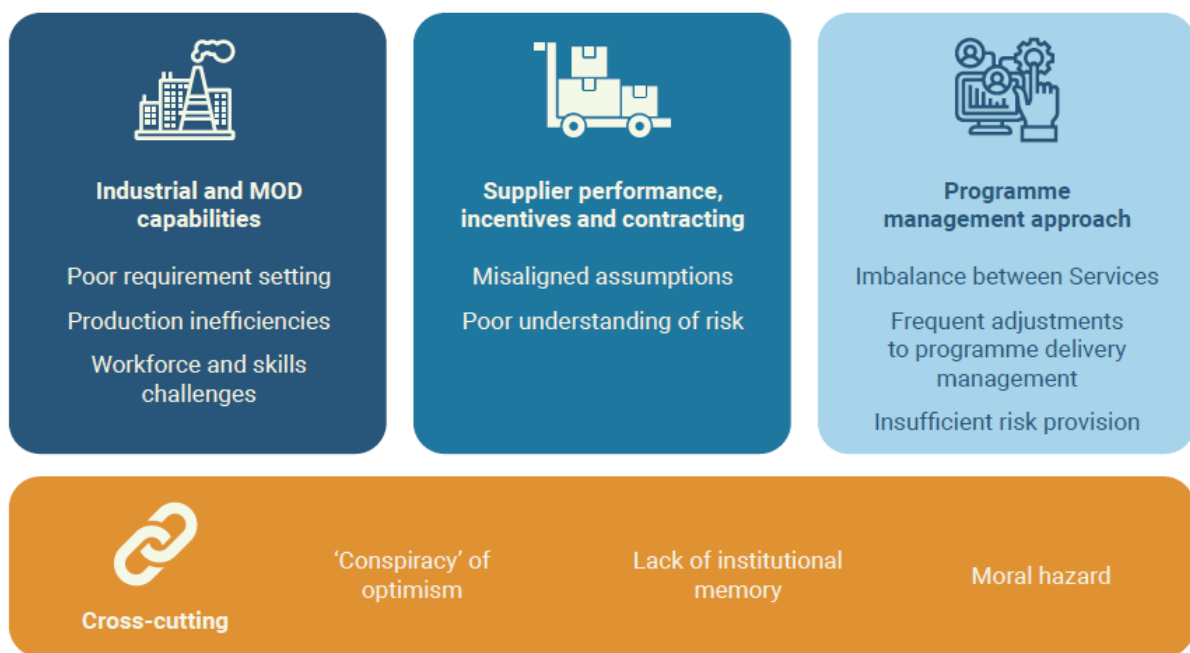 Industrial and MOD
capabilities
Poor requirement setting
Production inefficiencies
Workforce and skills
challenges
Supplier performance,
incentives and contracting
Misaligned assumptions
Poor understanding of risk
Programme
management approach
Imbalance between Services
Frequent adjustments
to programme delivery
management
Insufficient risk provision
Cross-cutting
‘Conspiracy’ of
optimism
Lack of institutional
memory
Moral hazard